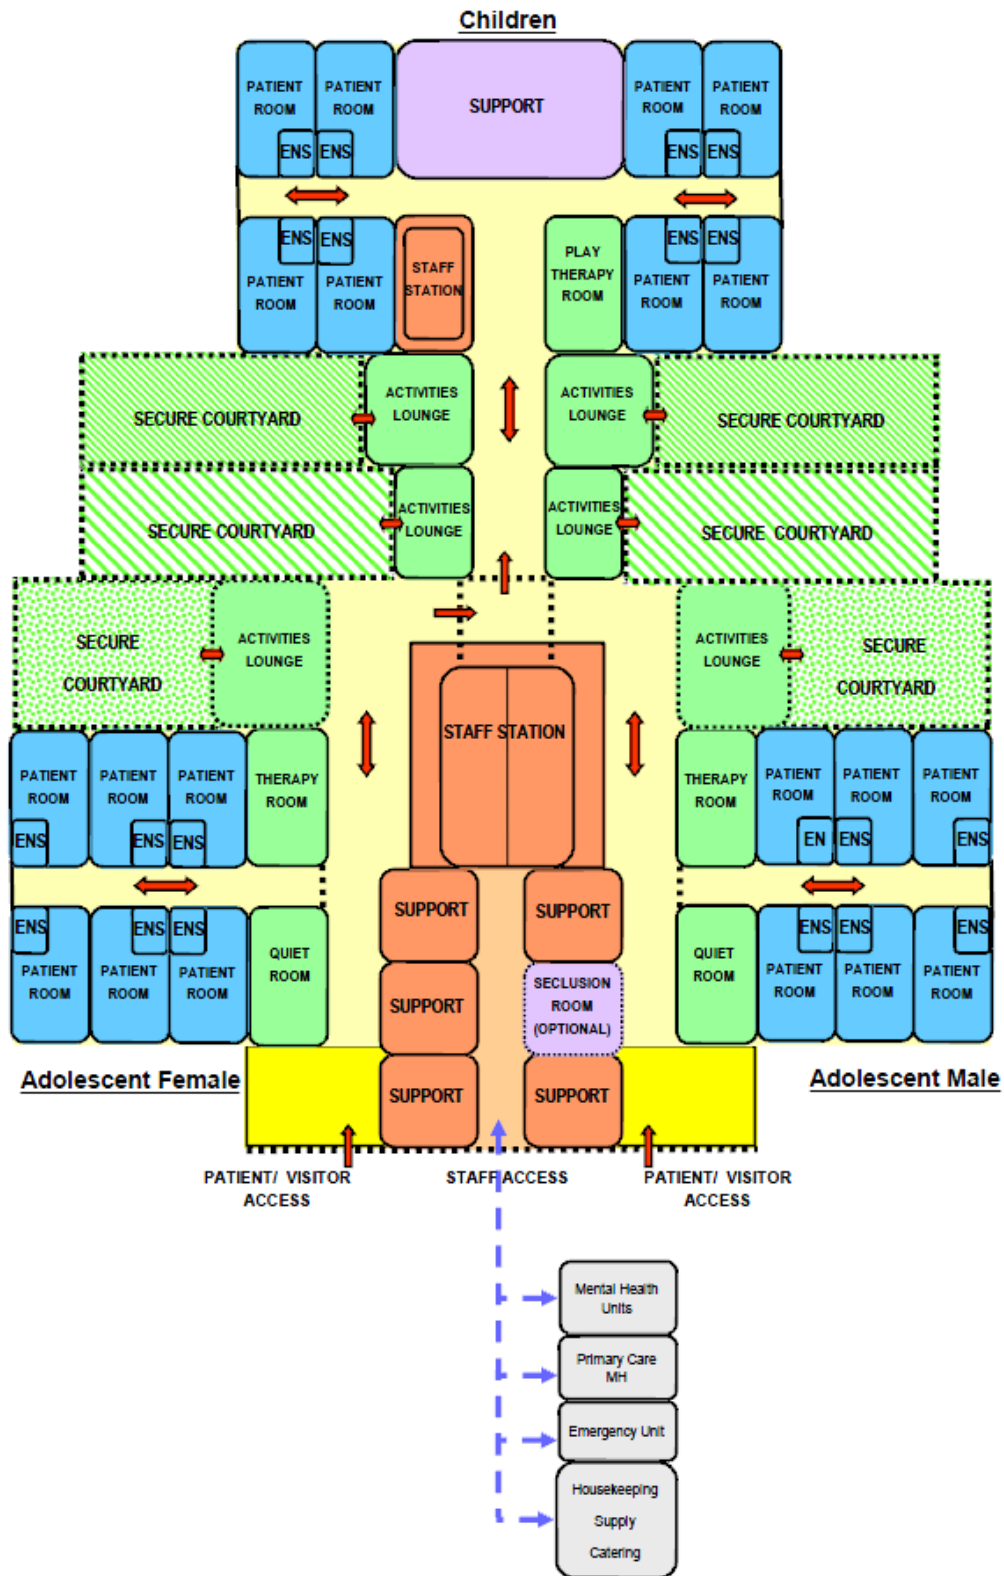 Children
PATIENT
ROOM
PATIENT
ROOM
SUPPORT
PATIENT
ROOM
PATIENT
ROOM
ENS
ENS
ENS
ENS
ENS
ENS
PATIENT
ROOM
PATIENT
ROOM
STAFF
STATION
PLAY
THERAPY
ROOM
ENS
ENS
PATIENT
ROOM
PATIENT
ROOM
SECURE COURTYARD
ACTIVITIES
LOUNGE
ACTIVITIES
LOUNGE
SECURE COURTYARD
SECURE COURTYARD
ACTIVITIES
LOUNGE
ACTIVITIES
LOUNGE
SECURE COURTYARD
SECURE
COURTYARD
ACTIVITIES
LOUNGE
ACTIVITIES
LOUNGE
SECURE
COURTYARD
STAFF STATION
PATIENT
ROOM
PATIENT
ROOM
PATIENT
ROOM
THERAPY
ROOM
THERAPY
ROOM
PATIENT
ROOM
PATIENT
ROOM
PATIENT
ROOM
ENS
ENS
ENS
EN
ENS
ENS
ENS
ENS
ENS
PATIENT
ROOM
PATIENT
ROOM
PATIENT
ROOM
QUIET
ROOM
SUPPORT
SUPPORT
QUIET
ROOM
ENS
ENS
ENS
PATIENT
ROOM
PATIENT
ROOM
PATIENT
ROOM
SUPPORT
SECLUSION
ROOM
(OPTIONAL)
Adolescent Female
SUPPORT
SUPPORT
Adolescent Male
PATIENT/ VISITOR
ACCESS
STAFF ACCESS
PATIENT/ VISITOR
ACCESS
Mental Health
Units
Primary Care
MH
Emergency Unit
Housekeeping
Supply
Catering